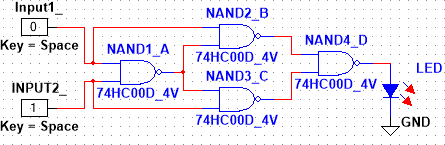 Input1_
0
Key = Space
INPUT2_
1
Key = Space
NAND1_A
74HC00D_4V
NAND2_B
74HC00D_4V
NAND3_C
74HC00D_4V
NAND4_D
74HC00D_4V
LED
GND